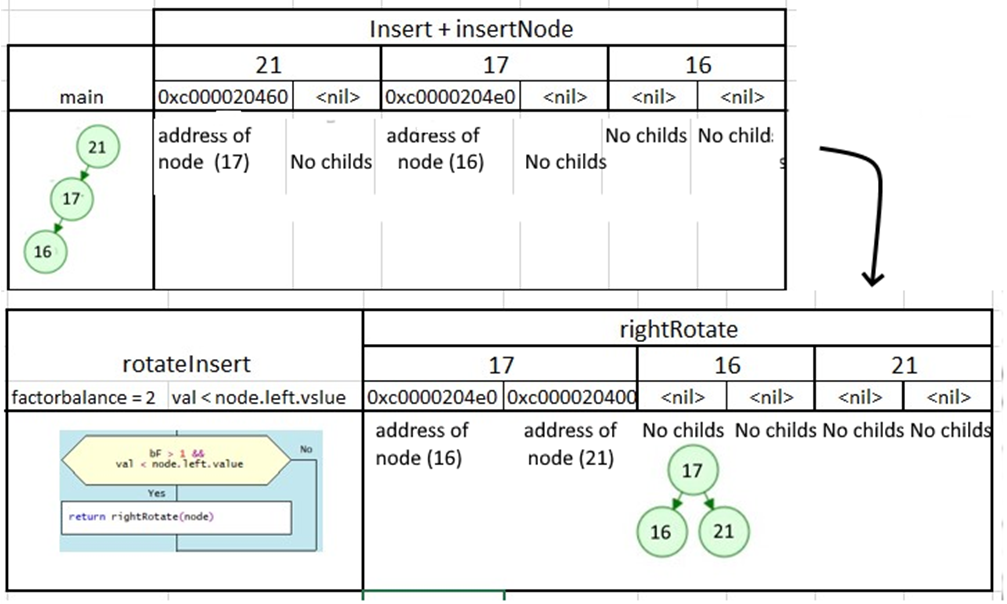 Insert + insertNode
21 17 16
main 0xc000020460 <nil> 0xc0000204e0 <nil> <nil> <nil>
address of node (17)
No childs
address of node (16)
No childs
No childs
No childs
21
17
16
rightRotate
rotateInsert 17 16 21
factorbalance = 2 val < node.left.vslue 0xc0000204e0 0xc000020400 <nil> <nil> <nil> <nil>
address of node (16)
address of node (21)
No childs No childs No childs No childs
bF > 1 &&
val < node.left.value
No
Yes
return rightRotate(node)
17
16 21